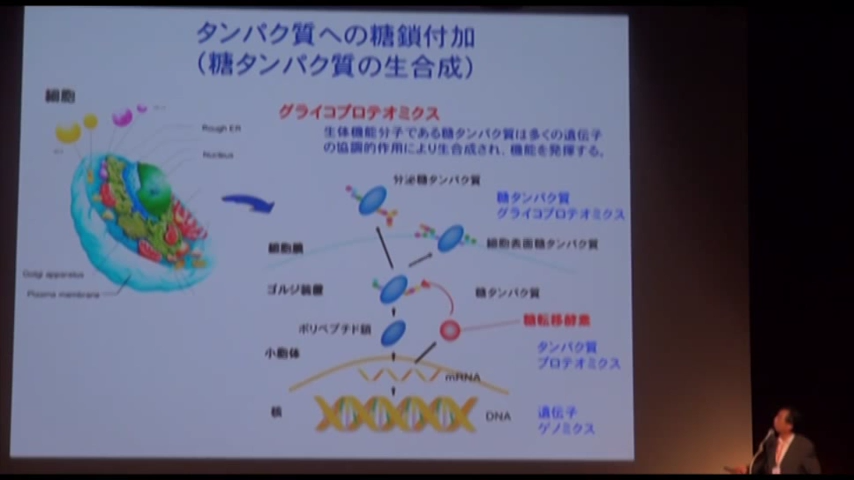 タンパク質への糖鎖付加
(糖タンパク質の生合成)
細胞
Rough ER
Nucleus
Golgi apparatus
Plasma membrane
グライコプロテオミクス
生体機能分子である糖タンパク質は多くの遺伝子
の協調的作用により生合成され、機能を発揮する。
分泌糖タンパク質
糖タンパク質
グライコプロテオミクス
細胞膜
細胞表面糖タンパク質
ゴルジ装置
糖タンパク質
ポリペプチド鎖
糖転移酵素
小胞体
タンパク質
プロテオミクス
mRNA
核
DNA
遺伝子
ゲノミクス